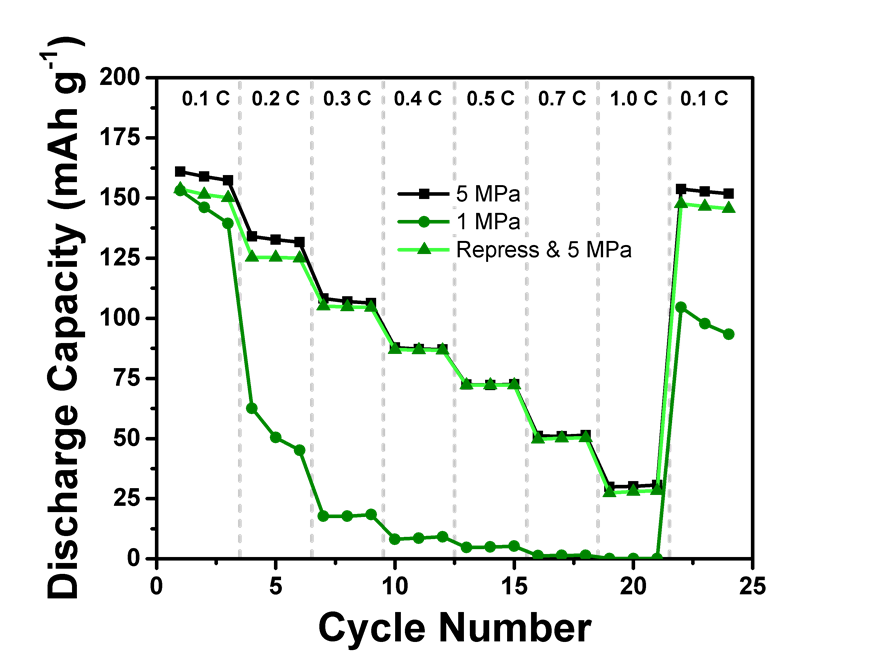 Discharge Capacity (mAh g⁻¹)
200
175
150
125
100
75
50
25
0
0.1 C 0.2 C 0.3 C 0.4 C 0.5 C 0.7 C 1.0 C 0.1 C
5 MPa
1 MPa
Repress & 5 MPa
0 5 10 15 20 25
Cycle Number